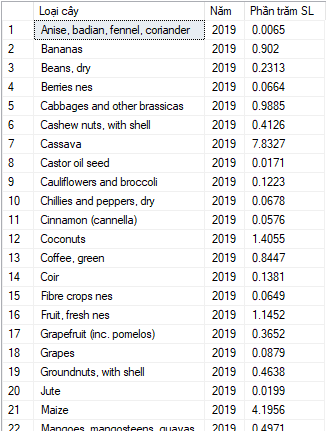 Loại cây Năm Phần trăm SL
1 Anise, badian, fennel, coriander 2019 0.0065
2 Bananas 2019 0.902
3 Beans, dry 2019 0.2313
4 Berries nes 2019 0.0664
5 Cabbages and other brassicas 2019 0.9885
6 Cashew nuts, with shell 2019 0.4126
7 Cassava 2019 7.8327
8 Castor oil seed 2019 0.0171
9 Cauliflowers and broccoli 2019 0.1223
10 Chillies and peppers, dry 2019 0.0678
11 Cinnamon (cannella) 2019 0.0576
12 Coconuts 2019 1.4055
13 Coffee, green 2019 0.8447
14 Coir 2019 0.1381
15 Fibre crops nes 2019 0.0649
16 Fruit, fresh nes 2019 1.1452
17 Grapefruit (inc. pomelos) 2019 0.3652
18 Grapes 2019 0.0879
19 Groundnuts, with shell 2019 0.4638
20 Jute 2019 0.0199
21 Maize 2019 4.1956
22 Mangoes, mangosteens, guavas 2019 0.4971